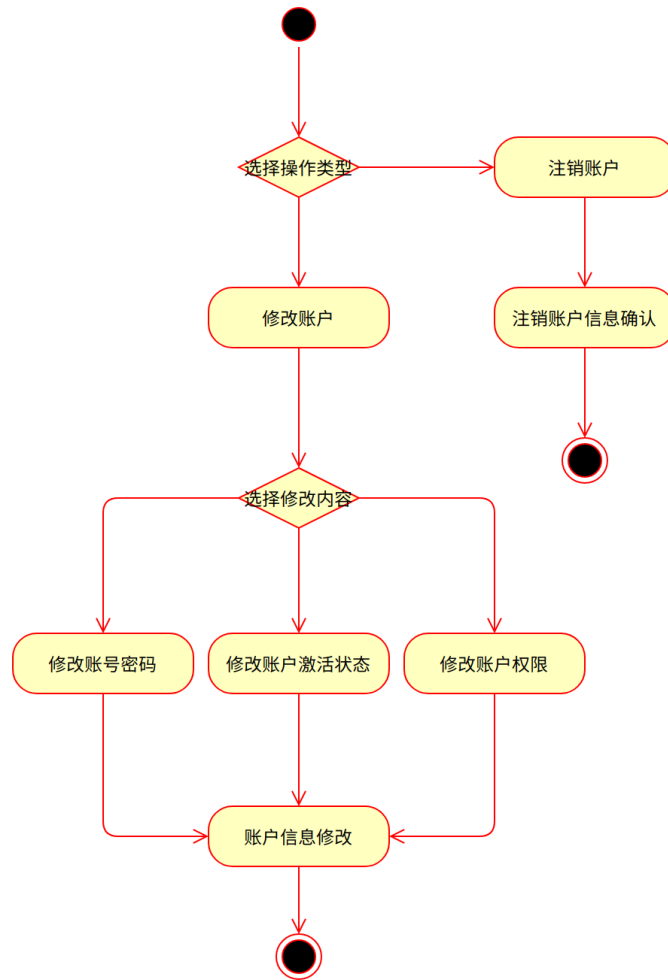 选择操作类型
注销账户
修改账户
注销账户信息确认
选择修改内容
修改账号密码
修改账户激活状态
修改账户权限
账户信息修改